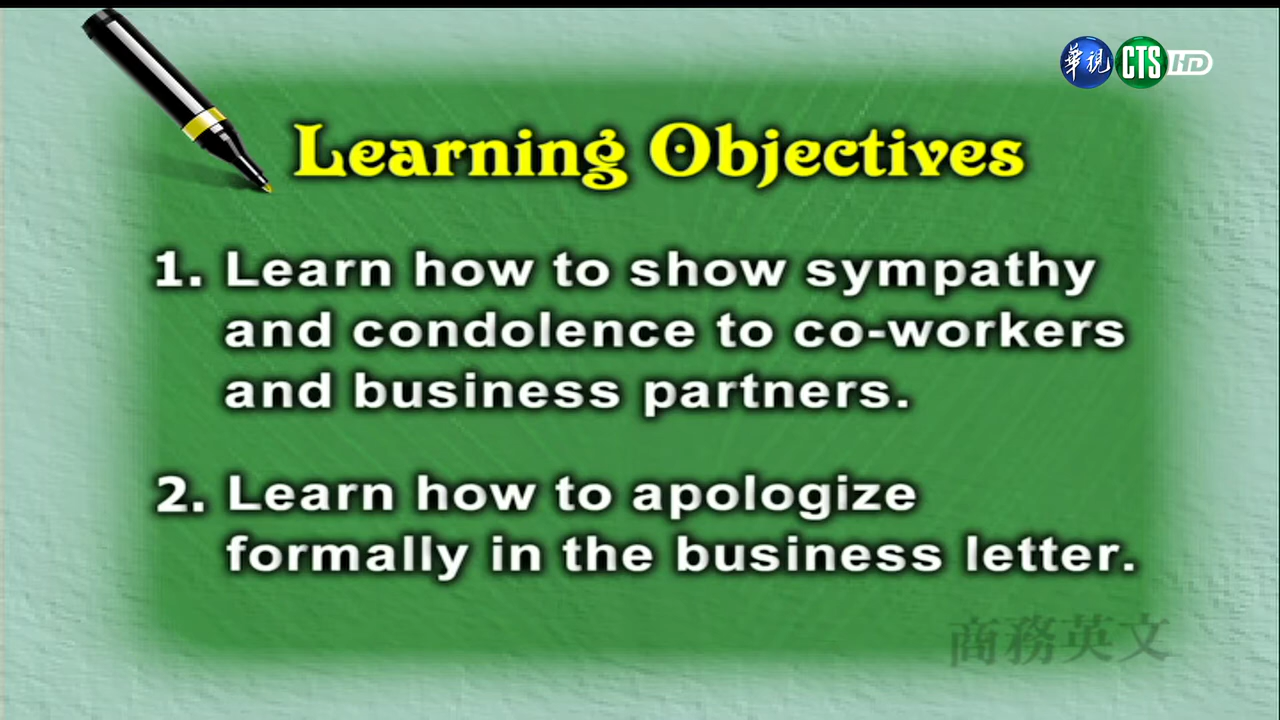 華視 CTS HD
Learning Objectives
1. Learn how to show sympathy
and condolence to co-workers
and business partners.
2. Learn how to apologize
formally in the business letter.
商務英文